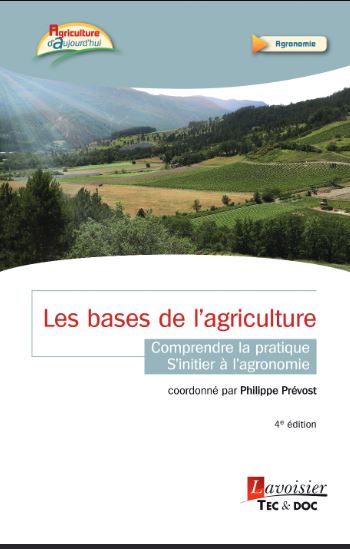 Agriculture
d'Aujourd'hui
Agronomie
Les bases de l'agriculture
Comprendre la pratique
S'initier à l'agronomie
coordonné par Philippe Prévost
4e édition
Lavoisier
TEC & DOC